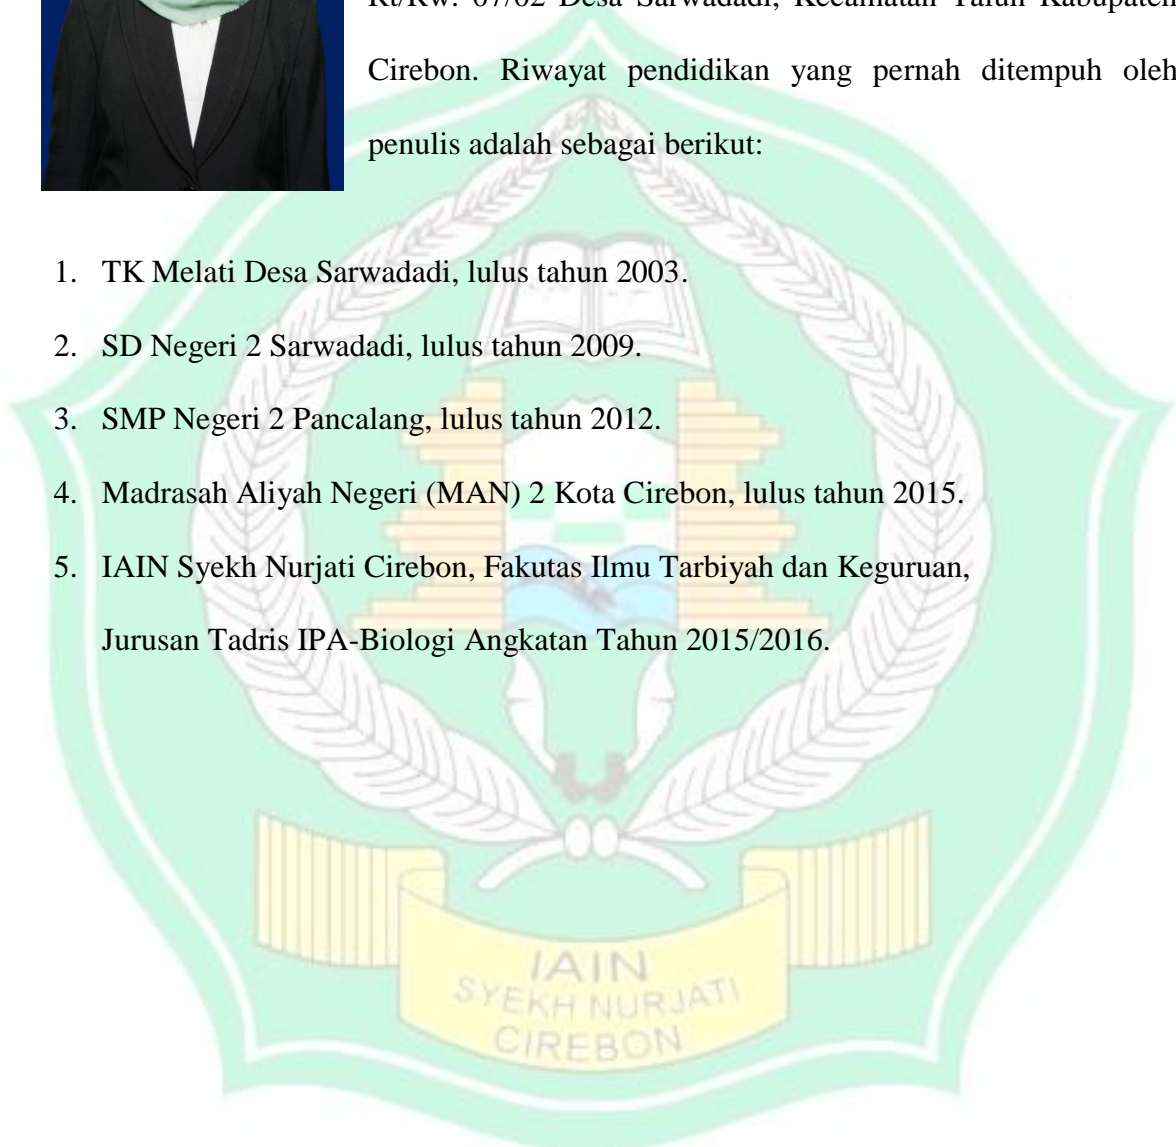 Rt/Rw. 07/02 Desa Sarwadadi, Kecamatan Talun Kabupaten
Cirebon. Riwayat pendidikan yang pernah ditempuh oleh
penulis adalah sebagai berikut:
1. TK Melati Desa Sarwadadi, lulus tahun 2003.
2. SD Negeri 2 Sarwadadi, lulus tahun 2009.
3. SMP Negeri 2 Pancalang, lulus tahun 2012.
4. Madrasah Aliyah Negeri (MAN) 2 Kota Cirebon, lulus tahun 2015.
5. IAIN Syekh Nurjati Cirebon, Fakutas Ilmu Tarbiyah dan Keguruan,
Jurusan Tadris IPA-Biologi Angkatan Tahun 2015/2016.
IAIN
SYEKH NURJATI
CIREBON